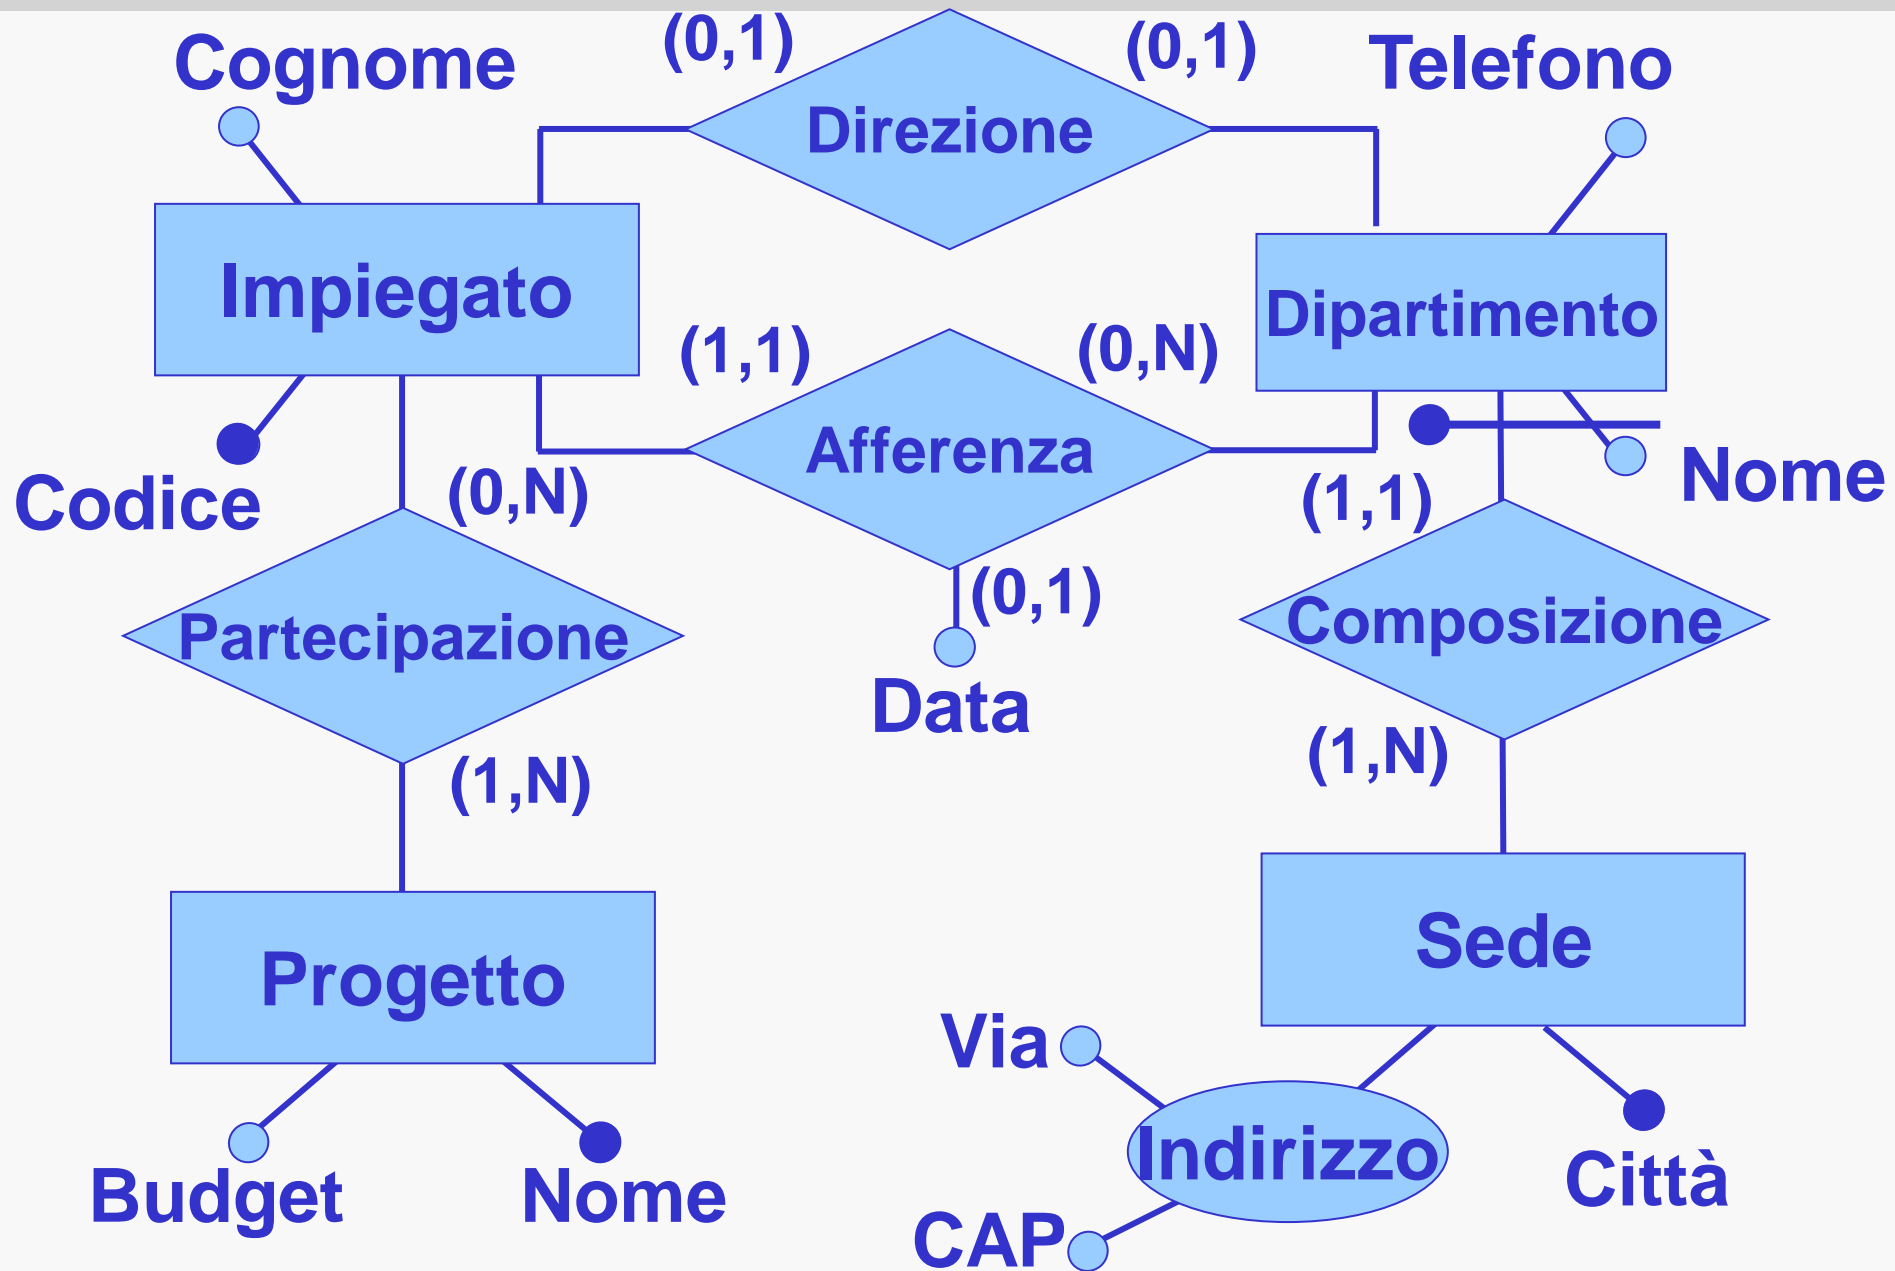 (0,1)
(0,1)
Cognome
Telefono
Direzione
Impiegato
Dipartimento
(1,1)
(0,N)
Afferenza
Codice
(0,N)
(1,1)
Nome
(0,1)
Partecipazione
Composizione
Data
(1,N)
(1,N)
Progetto
Sede
Via
Indirizzo
Città
Budget
Nome
CAP